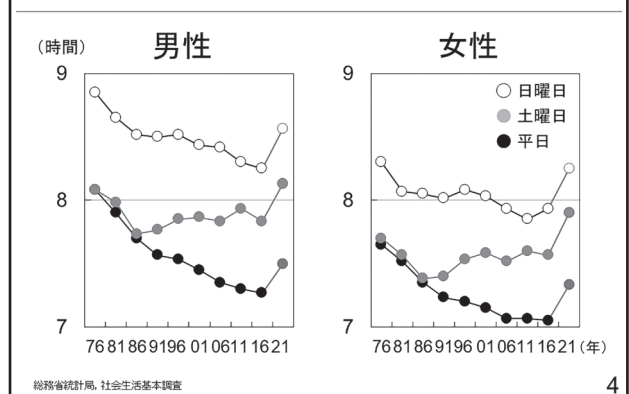 （時間）
男性
女性
9
8
7
76 81 86 91 96 01 06 11 16 21
9
8
7
76 81 86 91 96 01 06 11 16 21 (年)
日曜日
土曜日
平日
総務省統計局, 社会生活基本調査
4